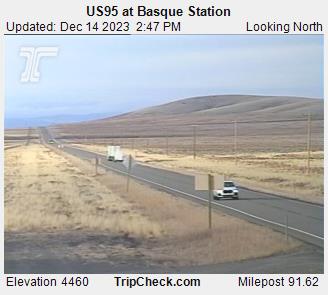 US95 at Basque Station
Updated: Dec 14 2023 2:47 PM Looking North
Elevation 4460 TripCheck.com Milepost 91.62